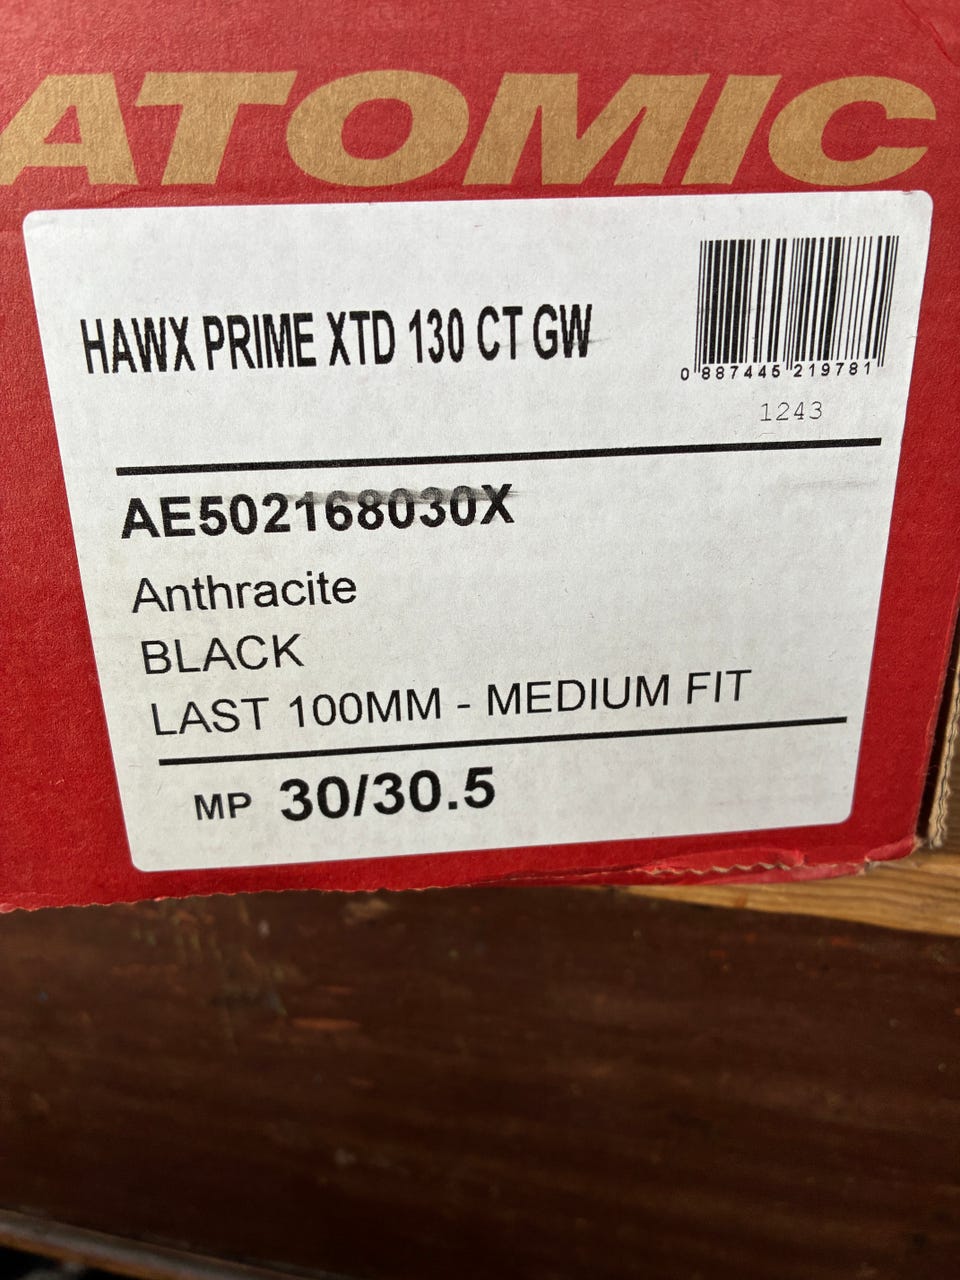 ATOMIC
HAWX PRIME XTD 130 CT GW
0 887445 219781
1243
AE502168030X
Anthracite
BLACK
LAST 100MM - MEDIUM FIT
MP 30/30.5